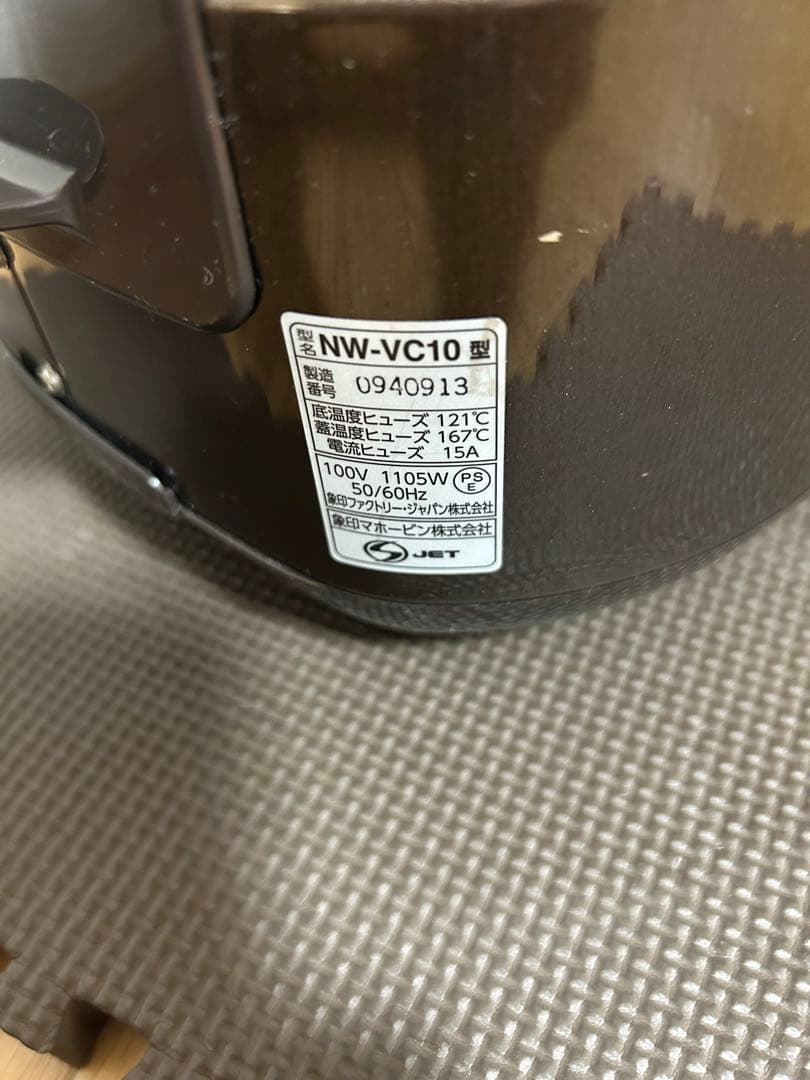 型名 NW-VC10 型
製造番号 0940913
底温度ヒューズ 121℃
蓋温度ヒューズ 167℃
電流ヒューズ 15A
100V 1105W PSE
50/60Hz
象印ファクトリー・ジャパン株式会社
象印マホービン株式会社
JET